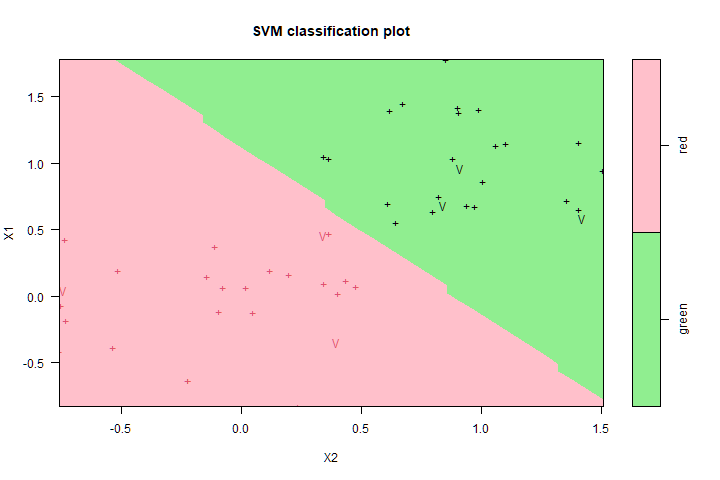 SVM classification plot
1.5
1.0
0.5
0.0
-0.5
X1
-0.5
0.0
0.5
1.0
1.5
X2
red
green
V
V
V
V
V
V